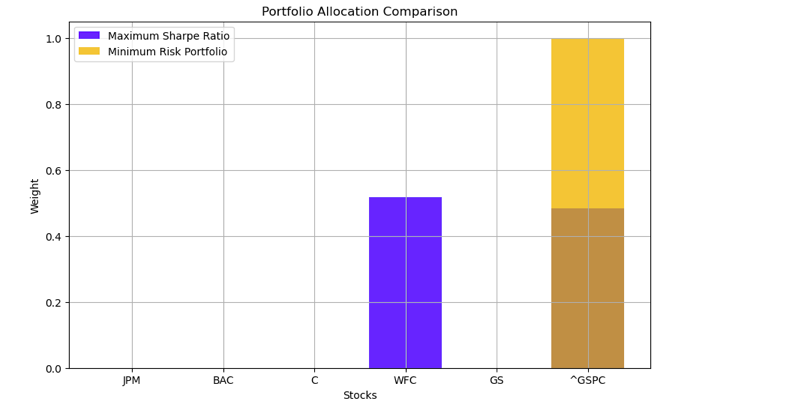 Portfolio Allocation Comparison
Maximum Sharpe Ratio
Minimum Risk Portfolio
1.0
0.8
0.6
0.4
0.2
0.0
Weight
JPM BAC C WFC GS ^GSPC
Stocks